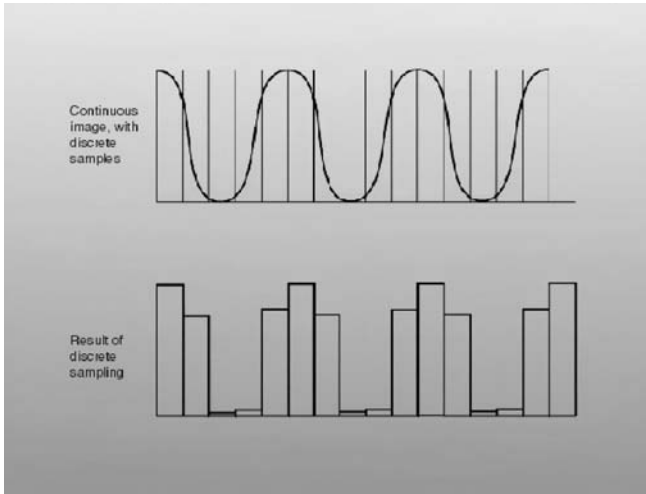 Continuous
image, with
discrete
samples
Result of
discrete
sampling